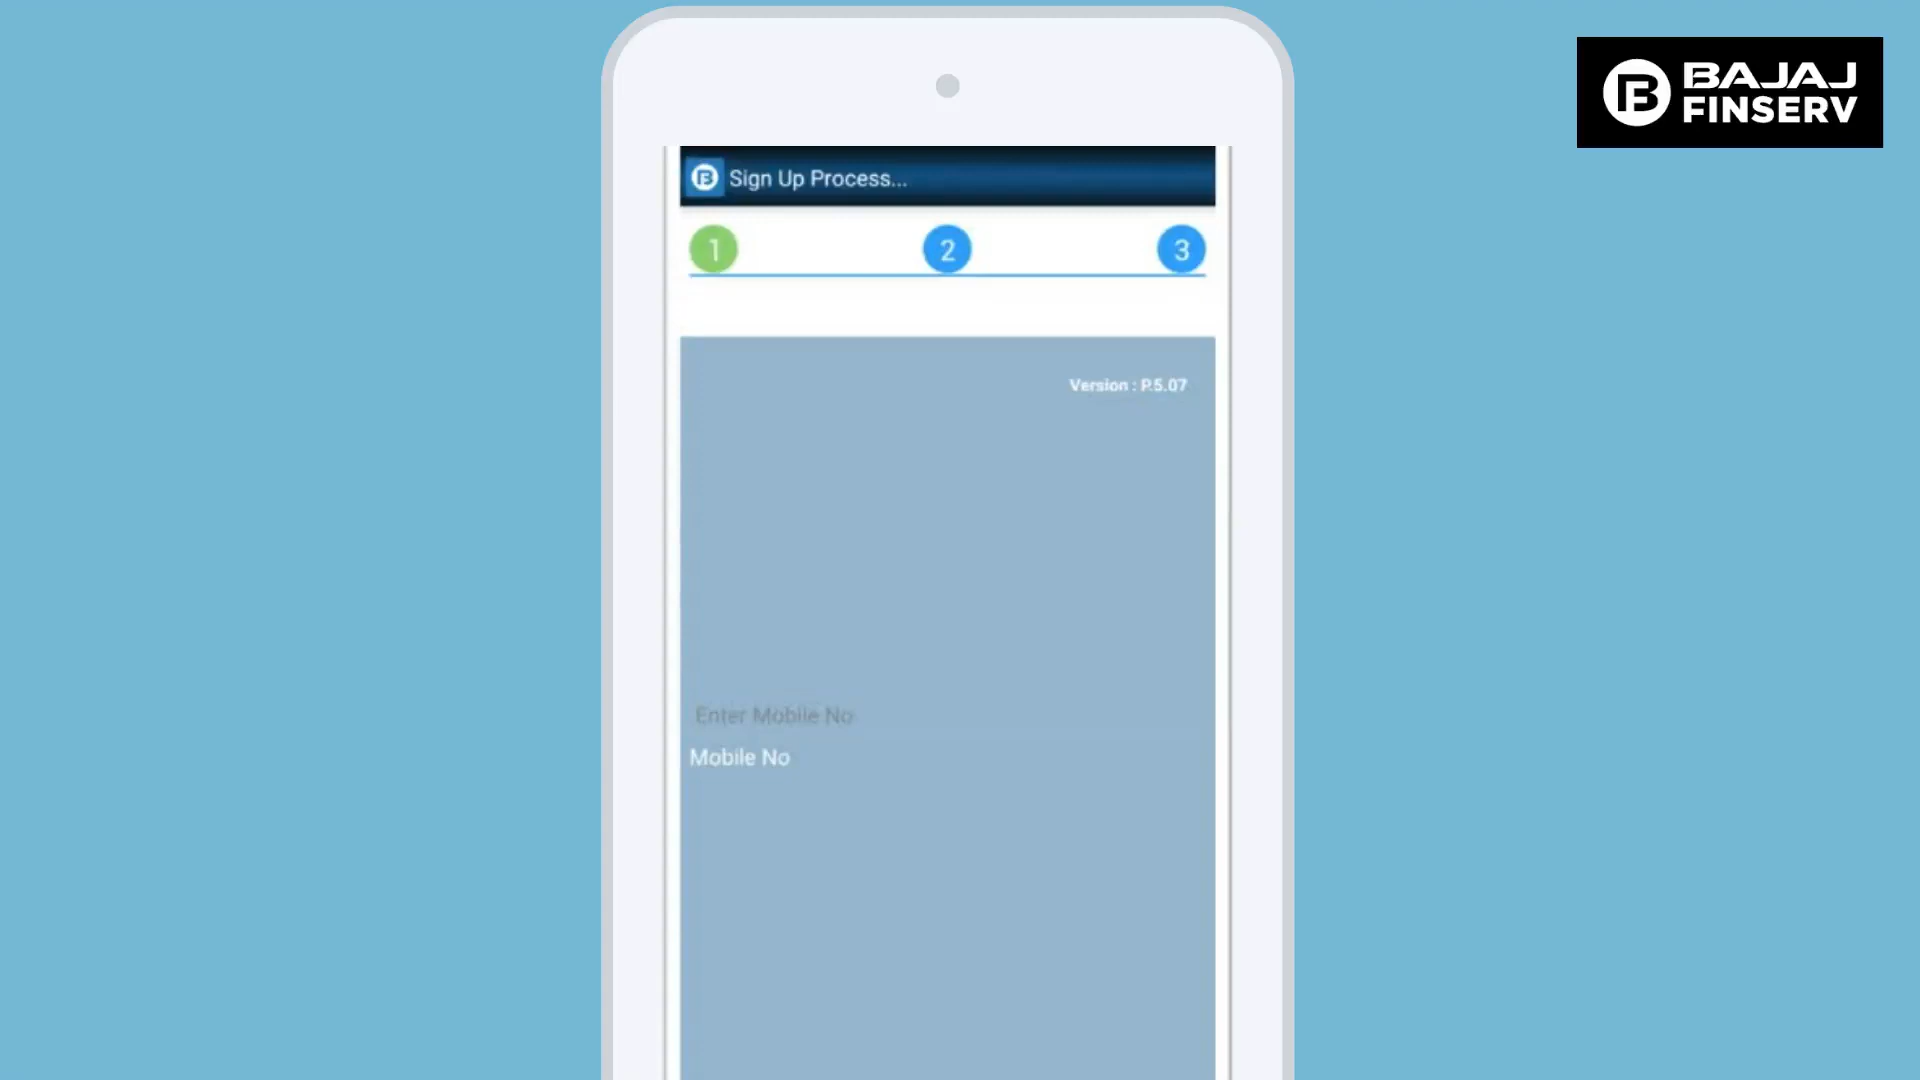 BAJAJ
FINSERV
Sign Up Process...
1 2 3
Version : P.5.07
Enter Mobile No
Mobile No